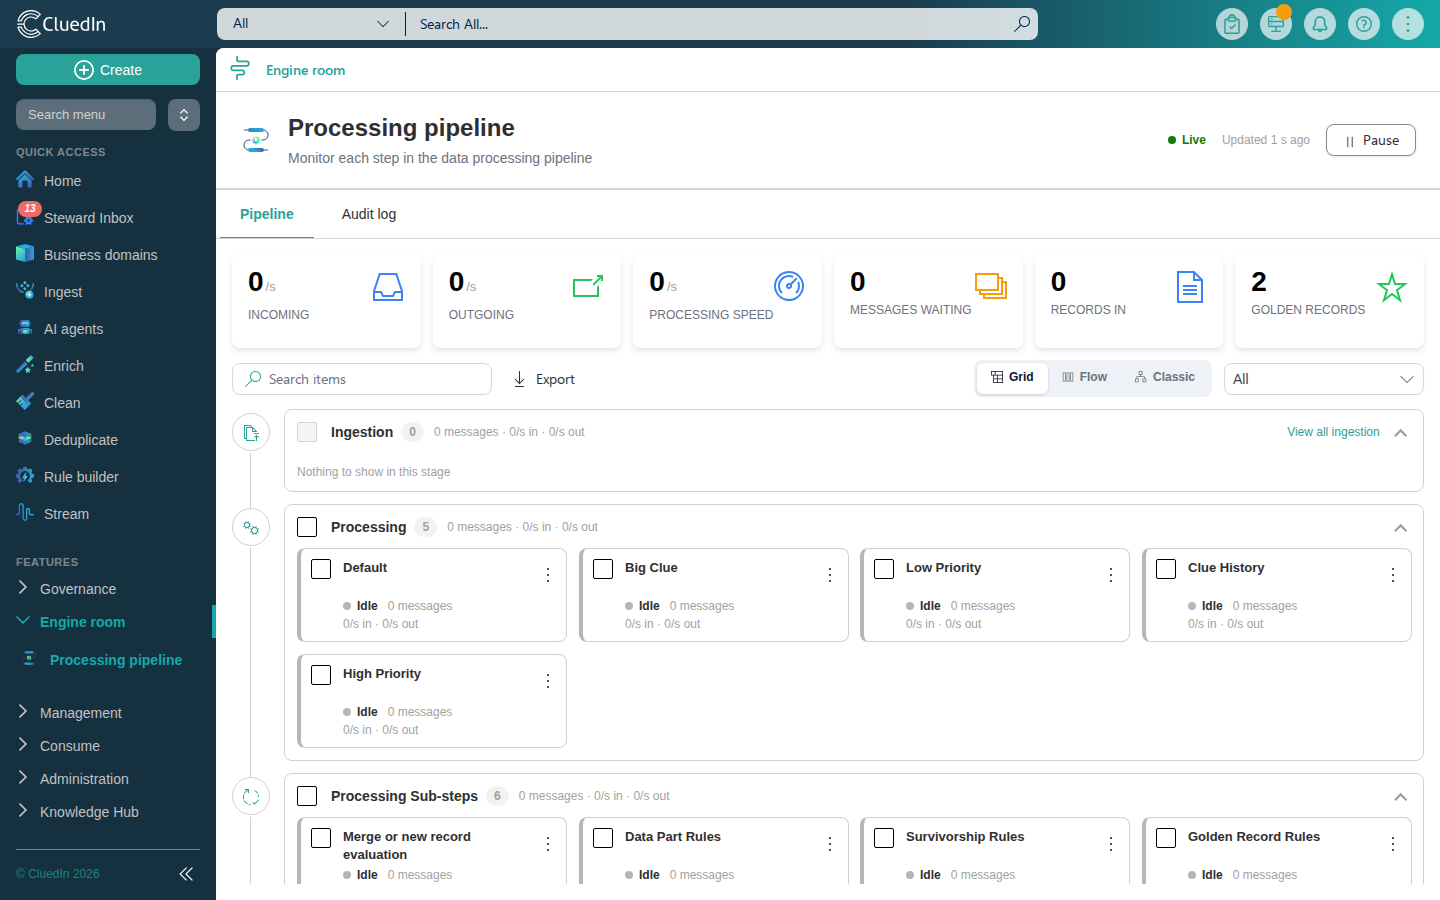 CluedIn
All
Search All...
Create
Search menu
QUICK ACCESS
Home
13
Steward Inbox
Business domains
Ingest
AI agents
Enrich
Clean
Deduplicate
Rule builder
Stream
FEATURES
Governance
Engine room
Processing pipeline
Management
Consume
Administration
Knowledge Hub
© CluedIn 2026
Engine room
Processing pipeline
Monitor each step in the data processing pipeline
Live
Updated 1 s ago
Pause
Pipeline
Audit log
0 /s
INCOMING
0 /s
OUTGOING
0 /s
PROCESSING SPEED
0
MESSAGES WAITING
0
RECORDS IN
2
GOLDEN RECORDS
Search items
Export
Grid
Flow
Classic
All
Ingestion 0 0 messages · 0/s in · 0/s out
View all ingestion
Nothing to show in this stage
Processing 5 0 messages · 0/s in · 0/s out
Default
Idle 0 messages
0/s in · 0/s out
Big Clue
Idle 0 messages
0/s in · 0/s out
Low Priority
Idle 0 messages
0/s in · 0/s out
Clue History
Idle 0 messages
0/s in · 0/s out
High Priority
Idle 0 messages
0/s in · 0/s out
Processing Sub-steps 6 0 messages · 0/s in · 0/s out
Merge or new record
evaluation
Idle 0 messages
Data Part Rules
Idle 0 messages
Survivorship Rules
Idle 0 messages
Golden Record Rules
Idle 0 messages